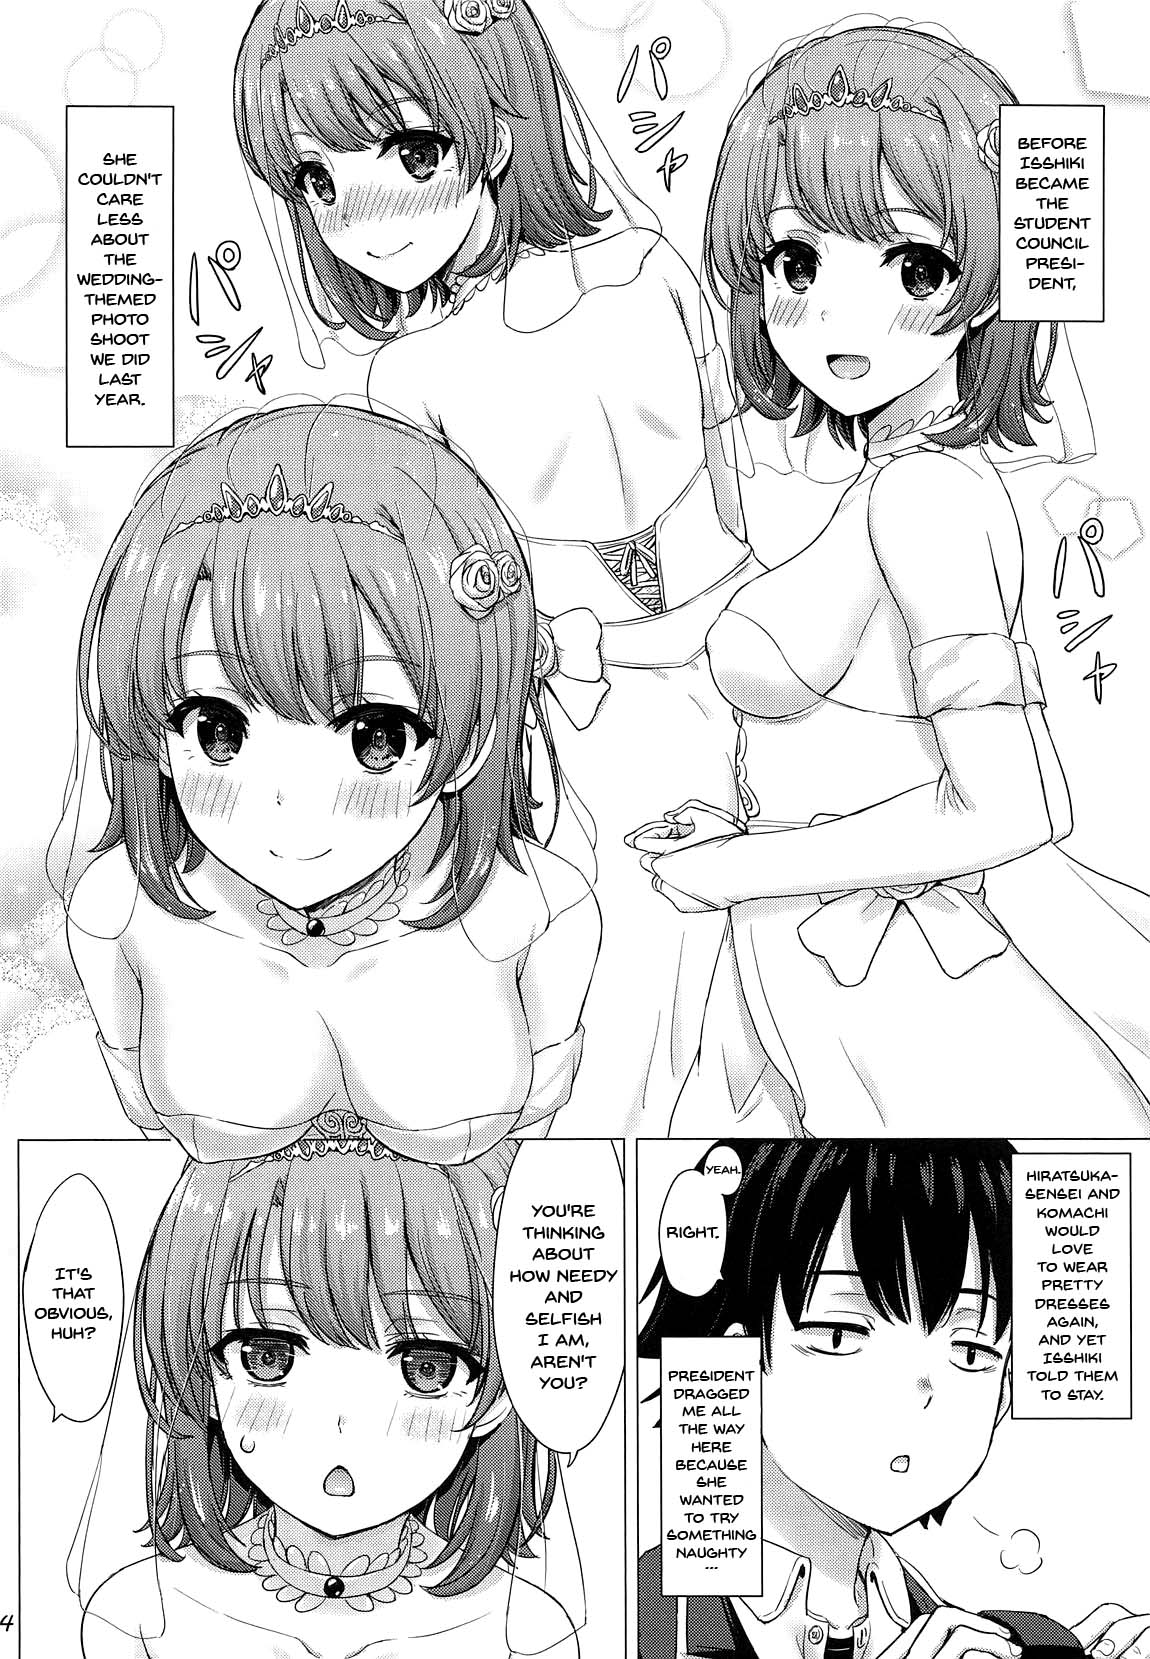 BEFORE
ISSHIKI
BECAME
THE
STUDENT
COUNCIL
PRESI-
DENT,
パシャ
パシャ
パシャ
SHE
COULDN'T
CARE
LESS
ABOUT
THE
WEDDING-
THEMED
PHOTO
SHOOT
WE DID
LAST
YEAR.
HIRATSUKA-
SENSEI AND
KOMACHI
WOULD
LOVE
TO WEAR
PRETTY
DRESSES
AGAIN,
AND YET
ISSHIKI
TOLD THEM
TO STAY.
YEAH.
RIGHT.
PRESIDENT
DRAGGED
ME ALL
THE WAY
HERE
BECAUSE
SHE
WANTED
TO TRY
SOMETHING
NAUGHTY
...
YOU'RE
THINKING
ABOUT
HOW NEEDY
AND
SELFISH
I AM,
AREN'T
YOU?
IT'S
THAT
OBVIOUS,
HUH?
4